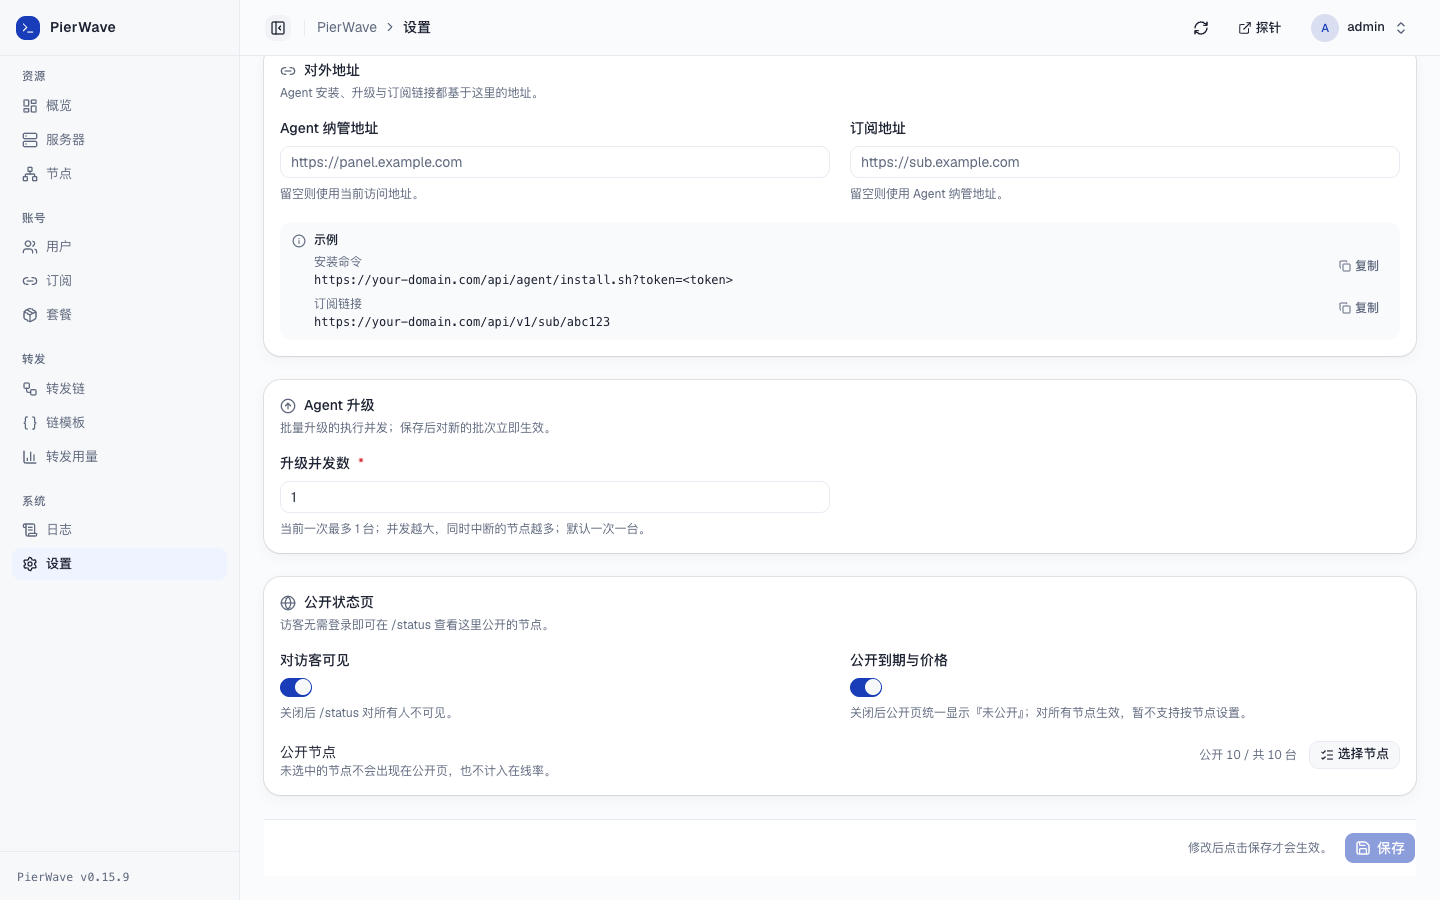 PierWave
PierWave > 设置
探针
A admin
资源
概览
服务器
节点
账号
用户
订阅
套餐
转发
转发链
链模板
转发用量
系统
日志
设置
PierWave v0.15.9
对外地址
Agent 安装、升级与订阅链接都基于这里的地址。
Agent 纳管地址
https://panel.example.com
留空则使用当前访问地址。
订阅地址
https://sub.example.com
留空则使用 Agent 纳管地址。
示例
安装命令
https://your-domain.com/api/agent/install.sh?token=<token>
复制
订阅链接
https://your-domain.com/api/v1/sub/abc123
复制
Agent 升级
批量升级的执行并发；保存后对新的批次立即生效。
升级并发数 *
1
当前一次最多 1 台；并发越大，同时中断的节点越多；默认一次一台。
公开状态页
访客无需登录即可在 /status 查看这里公开的节点。
对访客可见
关闭后 /status 对所有人不可见。
公开到期与价格
关闭后公开页统一显示『未公开』；对所有节点生效，暂不支持按节点设置。
公开节点
未选中的节点不会出现在公开页，也不计入在线率。
公开 10 / 共 10 台
选择节点
修改后点击保存才会生效。
保存